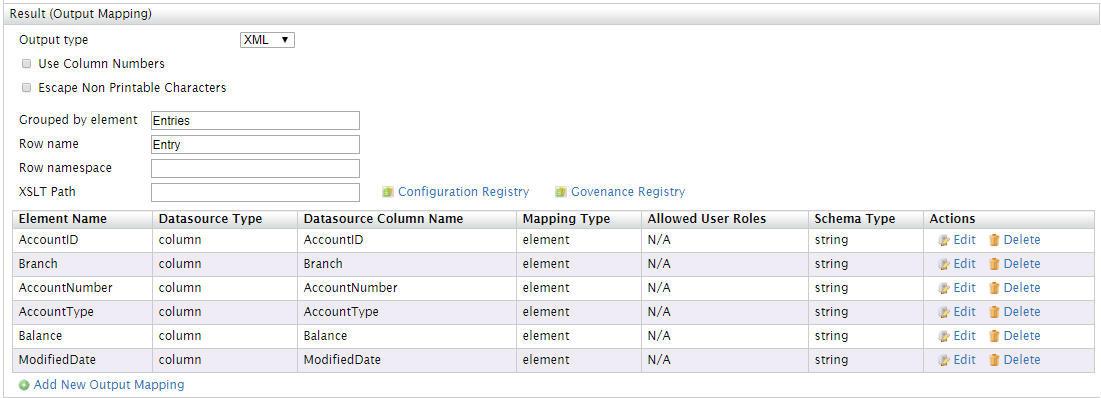 Result (Output Mapping)
Output type XML
Use Column Numbers
Escape Non Printable Characters
Grouped by element Entries
Row name Entry
Row namespace
XSLT Path Configuration Registry Govenance Registry
Element Name Datasource Type Datasource Column Name Mapping Type Allowed User Roles Schema Type Actions
AccountID column AccountID element N/A string Edit Delete
Branch column Branch element N/A string Edit Delete
AccountNumber column AccountNumber element N/A string Edit Delete
AccountType column AccountType element N/A string Edit Delete
Balance column Balance element N/A string Edit Delete
ModifiedDate column ModifiedDate element N/A string Edit Delete
Add New Output Mapping